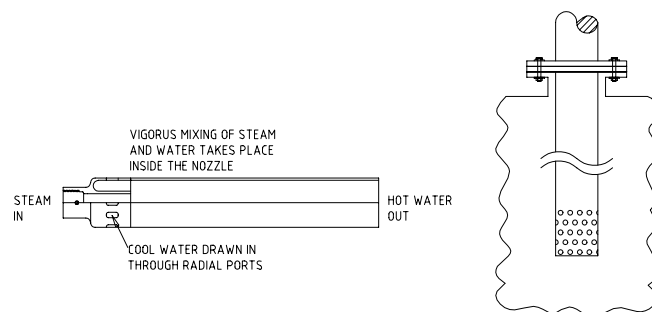 VIGORUS MIXING OF STEAM
AND WATER TAKES PLACE
INSIDE THE NOZZLE
STEAM
IN
HOT WATER
OUT
COOL WATER DRAWN IN
THROUGH RADIAL PORTS